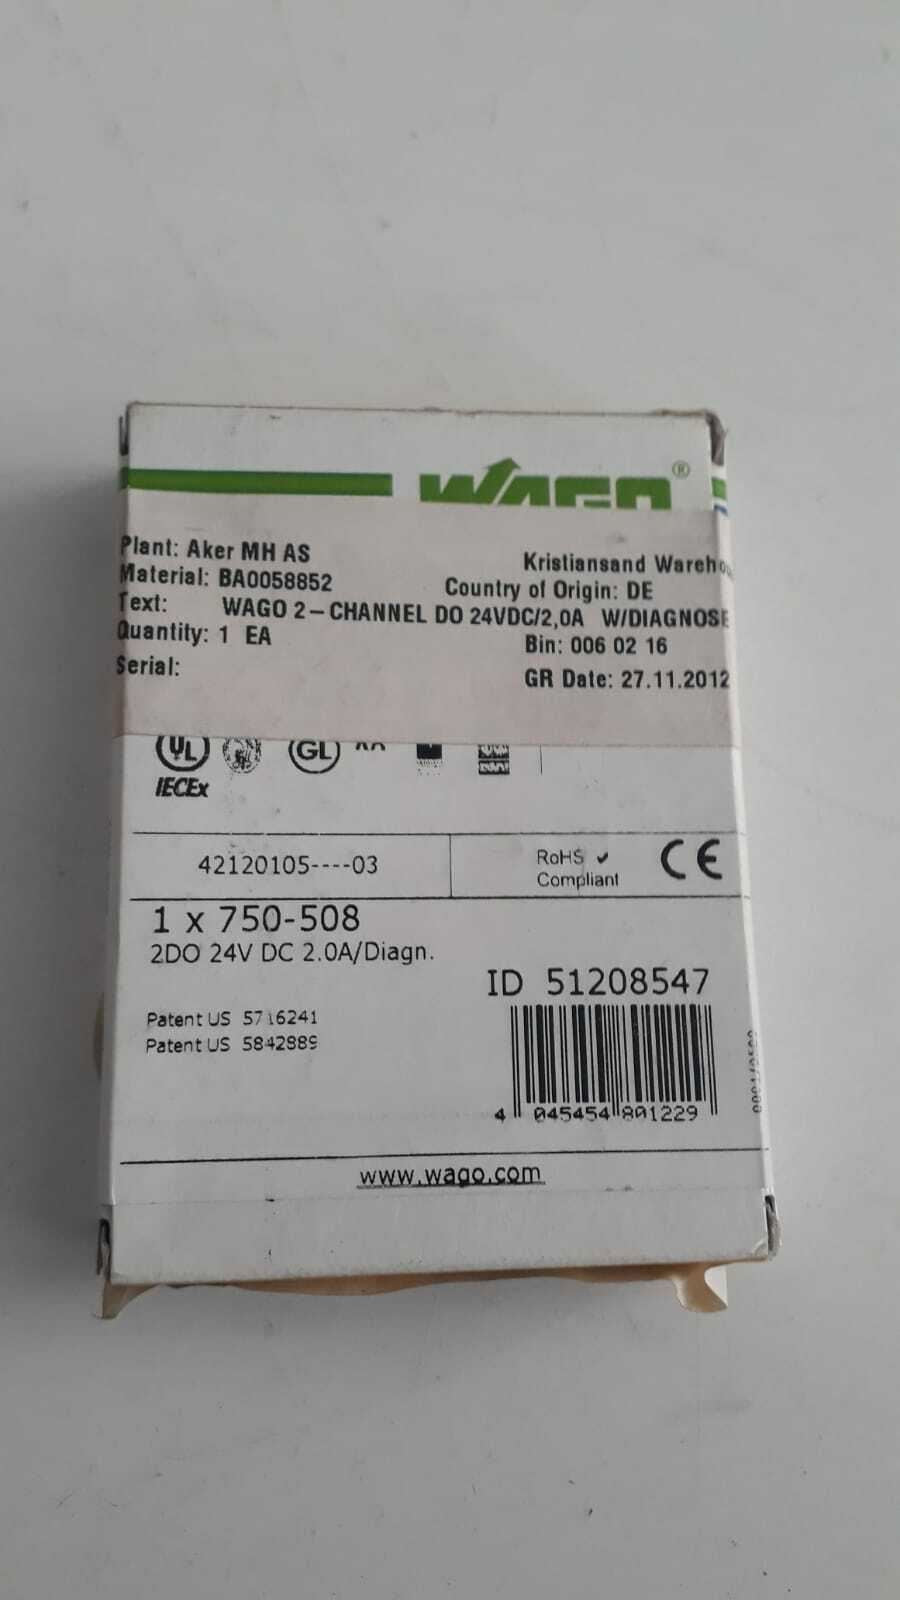 WAGO®
Plant: Aker MH AS
Kristiansand Wareho
Material: BA0058852
Country of Origin: DE
Text: WAGO 2-CHANNEL DO 24VDC/2,0A W/DIAGNOSE
Quantity: 1 EA
Bin: 006 02 16
Serial:
GR Date: 27.11.2012
UL
GL
IECEx
42120105----03
RoHS ✔
Compliant
CE
1 x 750-508
2DO 24V DC 2.0A/Diagn.
ID 51208547
Patent US 5716241
Patent US 5842889
4 045454 801229
www.wago.com